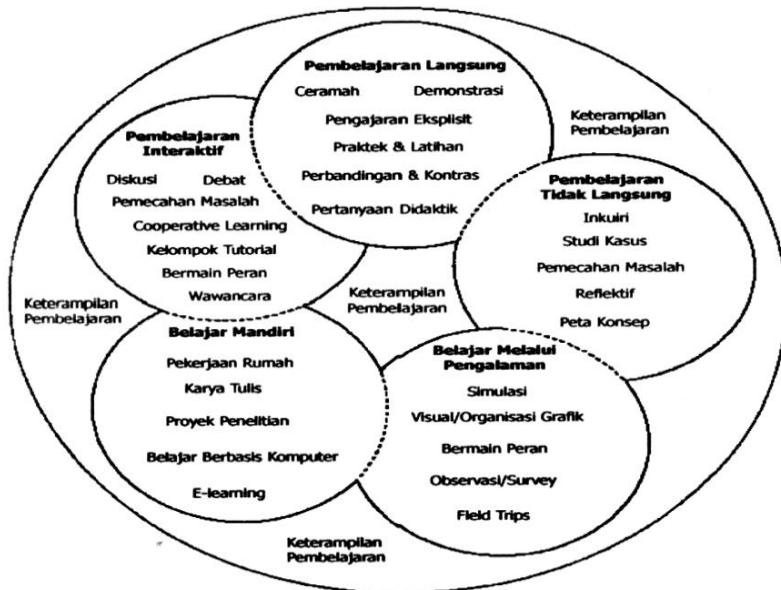 Pembelajaran Langsung
Ceramah Demonstrasi
Pengajaran Eksplisit
Praktek & Latihan
Perbandingan & Kontras
Pertanyaan Didaktik
Keterampilan
Pembelajaran
Pembelajaran
Interaktif
Diskusi Debat
Pemecahan Masalah
Cooperative Learning
Kelompok Tutorial
Bermain Peran
Wawancara
Pembelajaran
Tidak Langsung
Inkuiri
Studi Kasus
Pemecahan Masalah
Reflektif
Peta Konsep
Keterampilan
Pembelajaran
Keterampilan
Pembelajaran
Belajar Mandiri
Pekerjaan Rumah
Karya Tulis
Proyek Penelitian
Belajar Berbasis Komputer
E-learning
Belajar Melalui
Pengalaman
Simulasi
Visual/Organisasi Grafik
Bermain Peran
Observasi/Survey
Field Trips
Keterampilan
Pembelajaran